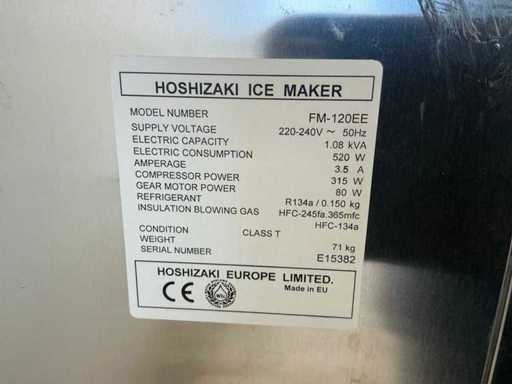 HOSHIZAKI ICE MAKER
MODEL NUMBER FM-120EE
SUPPLY VOLTAGE 220-240V ~ 50Hz
ELECTRIC CAPACITY 1.08 kVA
ELECTRIC CONSUMPTION 520 W
AMPERAGE 3.5 A
COMPRESSOR POWER 315 W
GEAR MOTOR POWER 80 W
REFRIGERANT R134a / 0.150 kg
INSULATION BLOWING GAS HFC-245fa.365mfc
HFC-134a
CONDITION CLASS T
WEIGHT 71 kg
SERIAL NUMBER E15382
HOSHIZAKI EUROPE LIMITED.
CE Made in EU